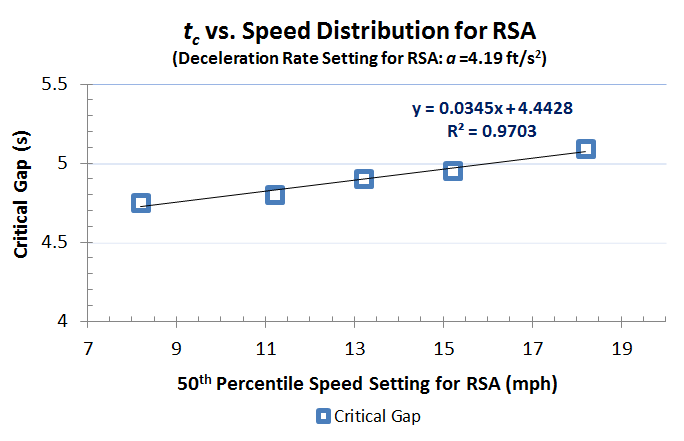 tc vs. Speed Distribution for RSA
(Deceleration Rate Setting for RSA: a =4.19 ft/s²)
5.5
y = 0.0345x + 4.4428
R² = 0.9703
5
4.5
4
Critical Gap (s)
7 9 11 13 15 17 19
50th Percentile Speed Setting for RSA (mph)
Critical Gap